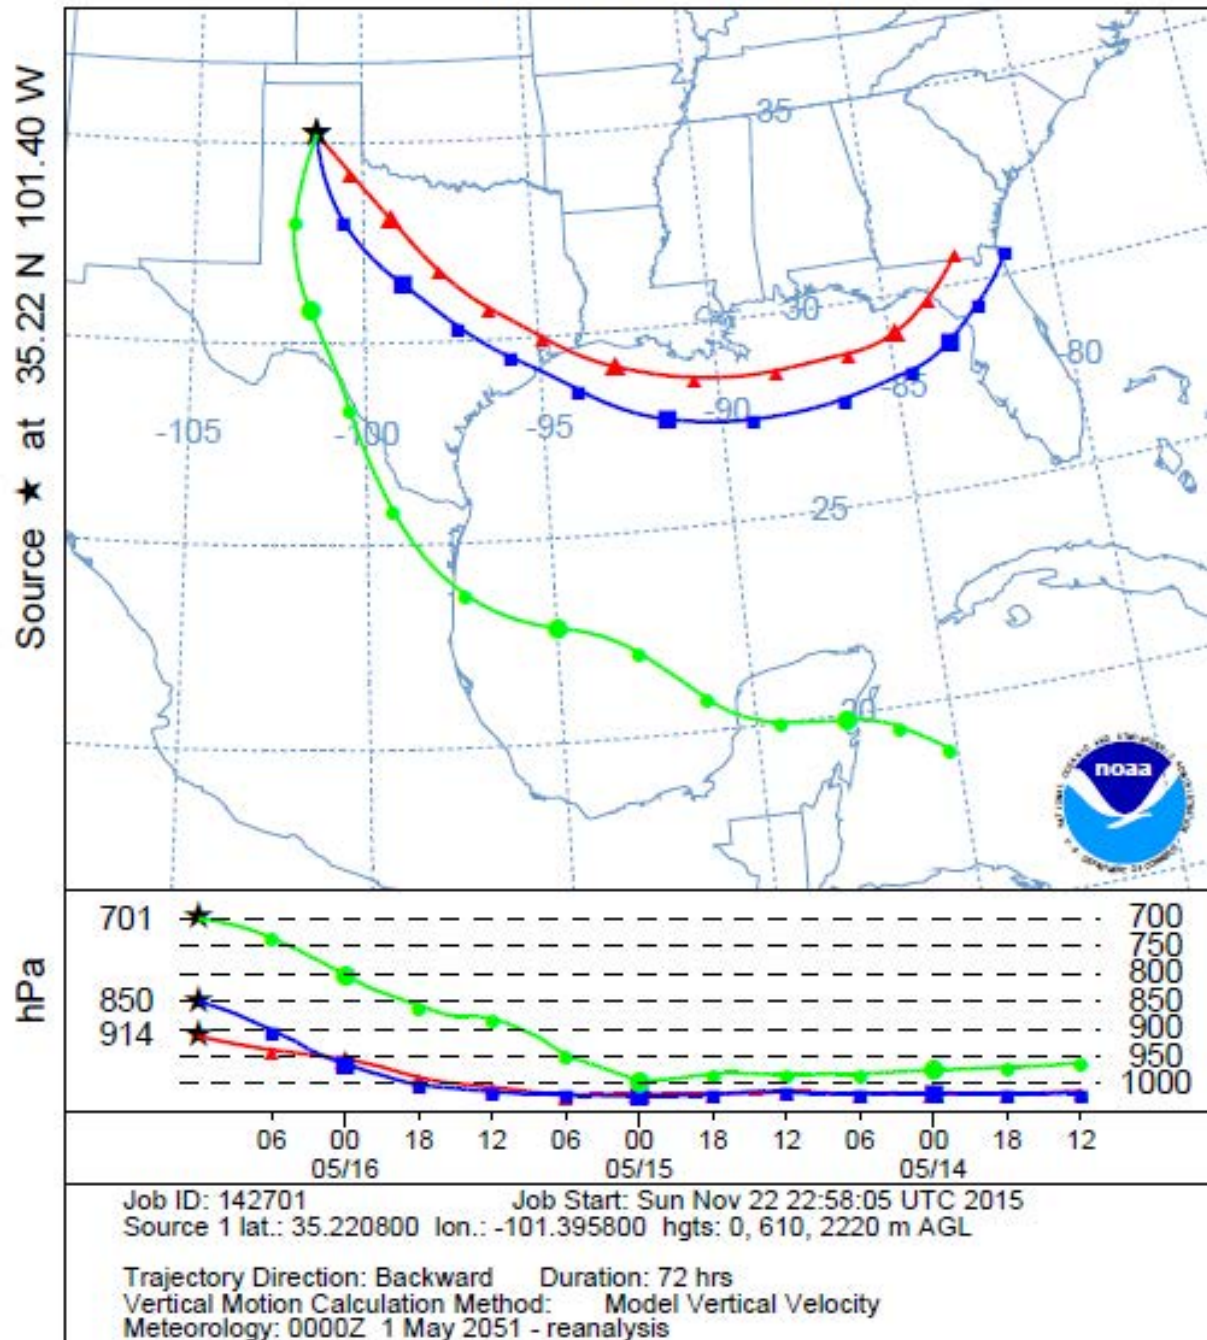 Source ★ at 35.22 N 101.40 W
35
30
-80
-105
-100
-95
-90
-85
25
20
noaa
hPa
701
850
914
700
750
800
850
900
950
1000
06 00 18 12 06 00 18 12 06 00 18 12
05/16 05/15 05/14
Job ID: 142701 Job Start: Sun Nov 22 22:58:05 UTC 2015
Source 1 lat.: 35.220800 lon.: -101.395800 hgts: 0, 610, 2220 m AGL
Trajectory Direction: Backward Duration: 72 hrs
Vertical Motion Calculation Method: Model Vertical Velocity
Meteorology: 0000Z 1 May 2051 - reanalysis